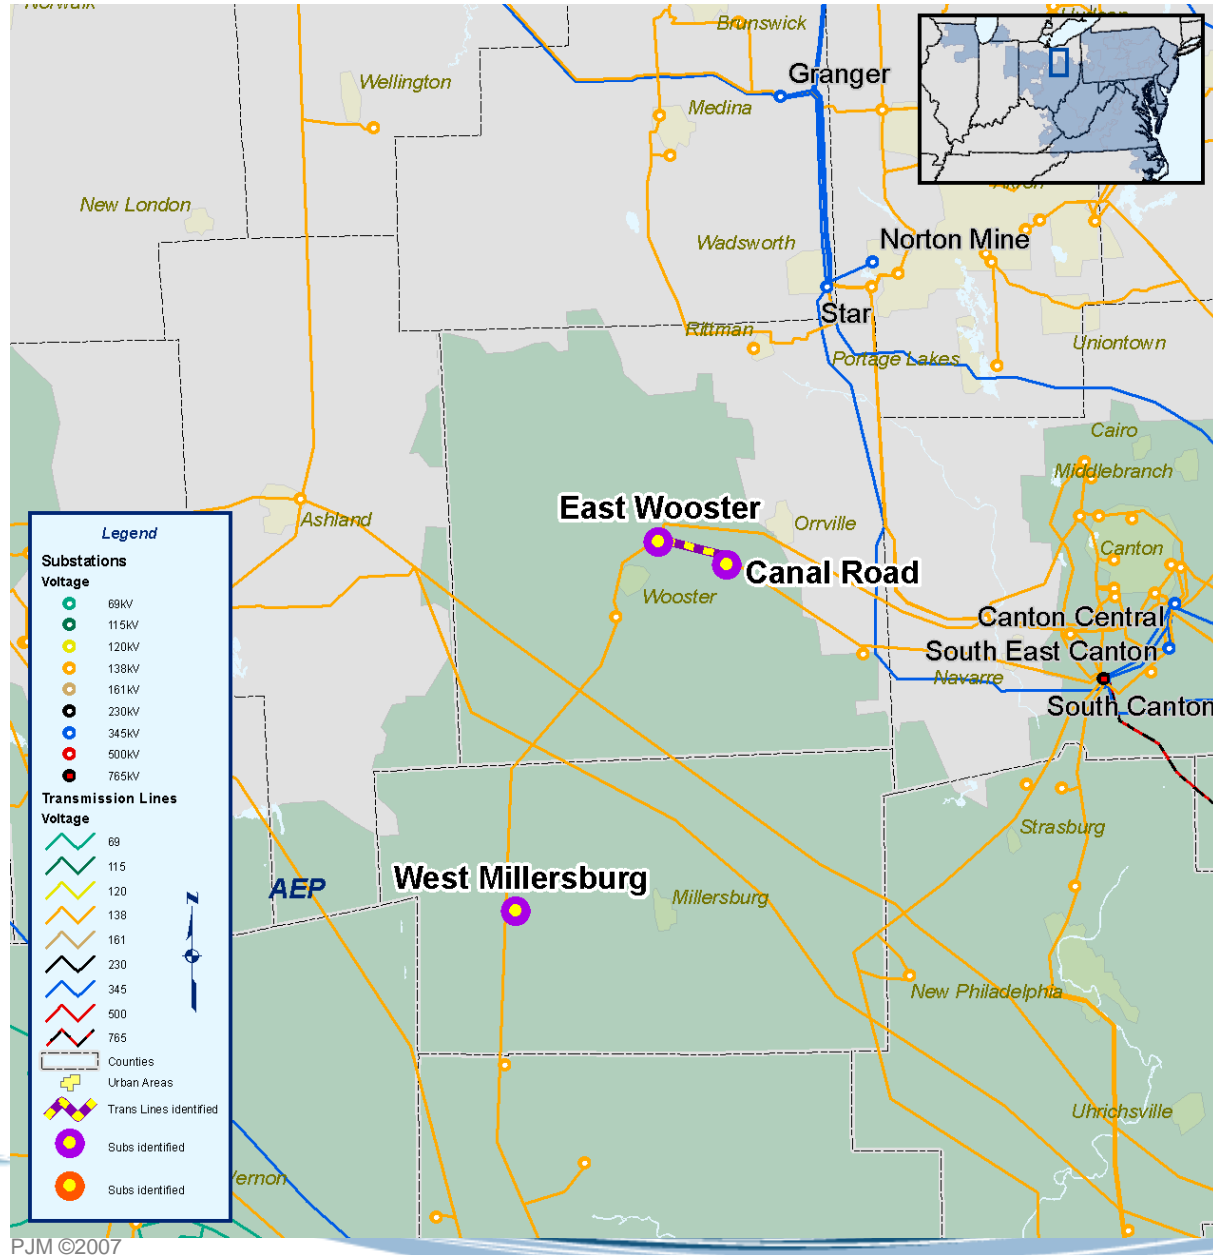 Norwalk
Brunswick
Hudson
Wellington
Granger
Medina
New London
Akron
Wadsworth
Norton Mine
Star
Rittman
Portage Lakes
Uniontown
Cairo
Middlebranch
East Wooster
Orrville
Ashland
Canton
Canal Road
Wooster
Canton Central
South East Canton
Navarre
South Canton
Strasburg
AEP
West Millersburg
Millersburg
New Philadelphia
Uhrichsville
Vernon
Legend
Substations
Voltage
69kV
115kV
120kV
138kV
161kV
230kV
345kV
500kV
765kV
Transmission Lines
Voltage
69
115
120
138
161
230
345
500
765
N
Counties
Urban Areas
Trans Lines identified
Subs identified
Subs identified
PJM ©2007